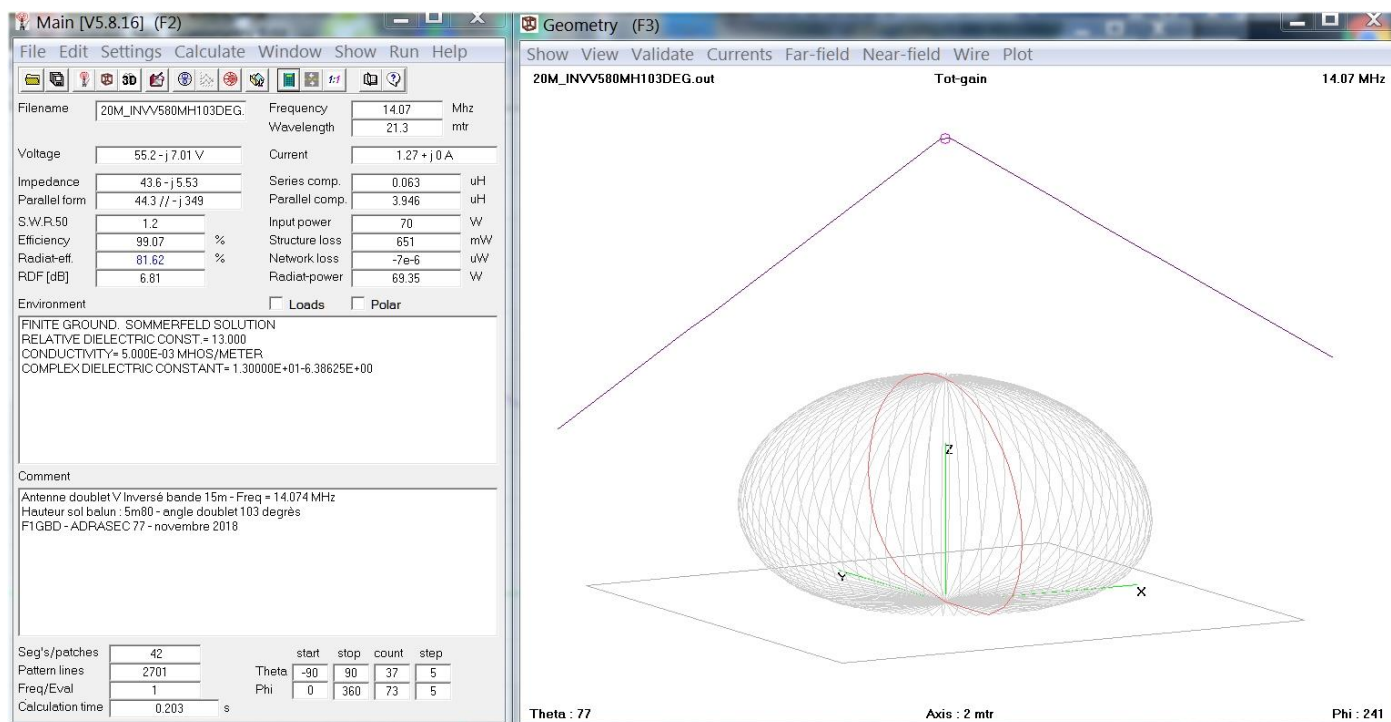 Main [V5.8.16] (F2)
File Edit Settings Calculate Window Show Run Help
3D 1:1
Filename 20M_INVV580MH103DEG. Frequency 14.07 Mhz
Wavelength 21.3 mtr
Voltage 55.2 - j 7.01 V Current 1.27 + j 0 A
Impedance 43.6 - j 5.53 Series comp. 0.063 uH
Parallel form 44.3 // - j 349 Parallel comp. 3.946 uH
S.W.R.50 1.2 Input power 70 W
Efficiency 99.07 % Structure loss 651 mW
Radiat-eff. 81.62 % Network loss -7e-6 uW
RDF [dB] 6.81 Radiat-power 69.35 W
Environment Loads Polar
FINITE GROUND. SOMMERFELD SOLUTION
RELATIVE DIELECTRIC CONST.= 13.000
CONDUCTIVITY= 5.000E-03 MHOS/METER
COMPLEX DIELECTRIC CONSTANT= 1.30000E+01-6.38625E+00
Comment
Antenne doublet V Inversé bande 15m - Freq = 14.074 MHz
Hauteur sol balun : 5m80 - angle doublet 103 degrès
F1GBD - ADRASEC 77 - novembre 2018
Seg's/patches 42
Pattern lines 2701
Freq/Eval 1
Calculation time 0.203 s
start stop count step
Theta -90 90 37 5
Phi 0 360 73 5
Geometry (F3)
Show View Validate Currents Far-field Near-field Wire Plot
20M_INVV580MH103DEG.out Tot-gain 14.07 MHz
Z
Y
X
Theta : 77 Axis : 2 mtr Phi : 241